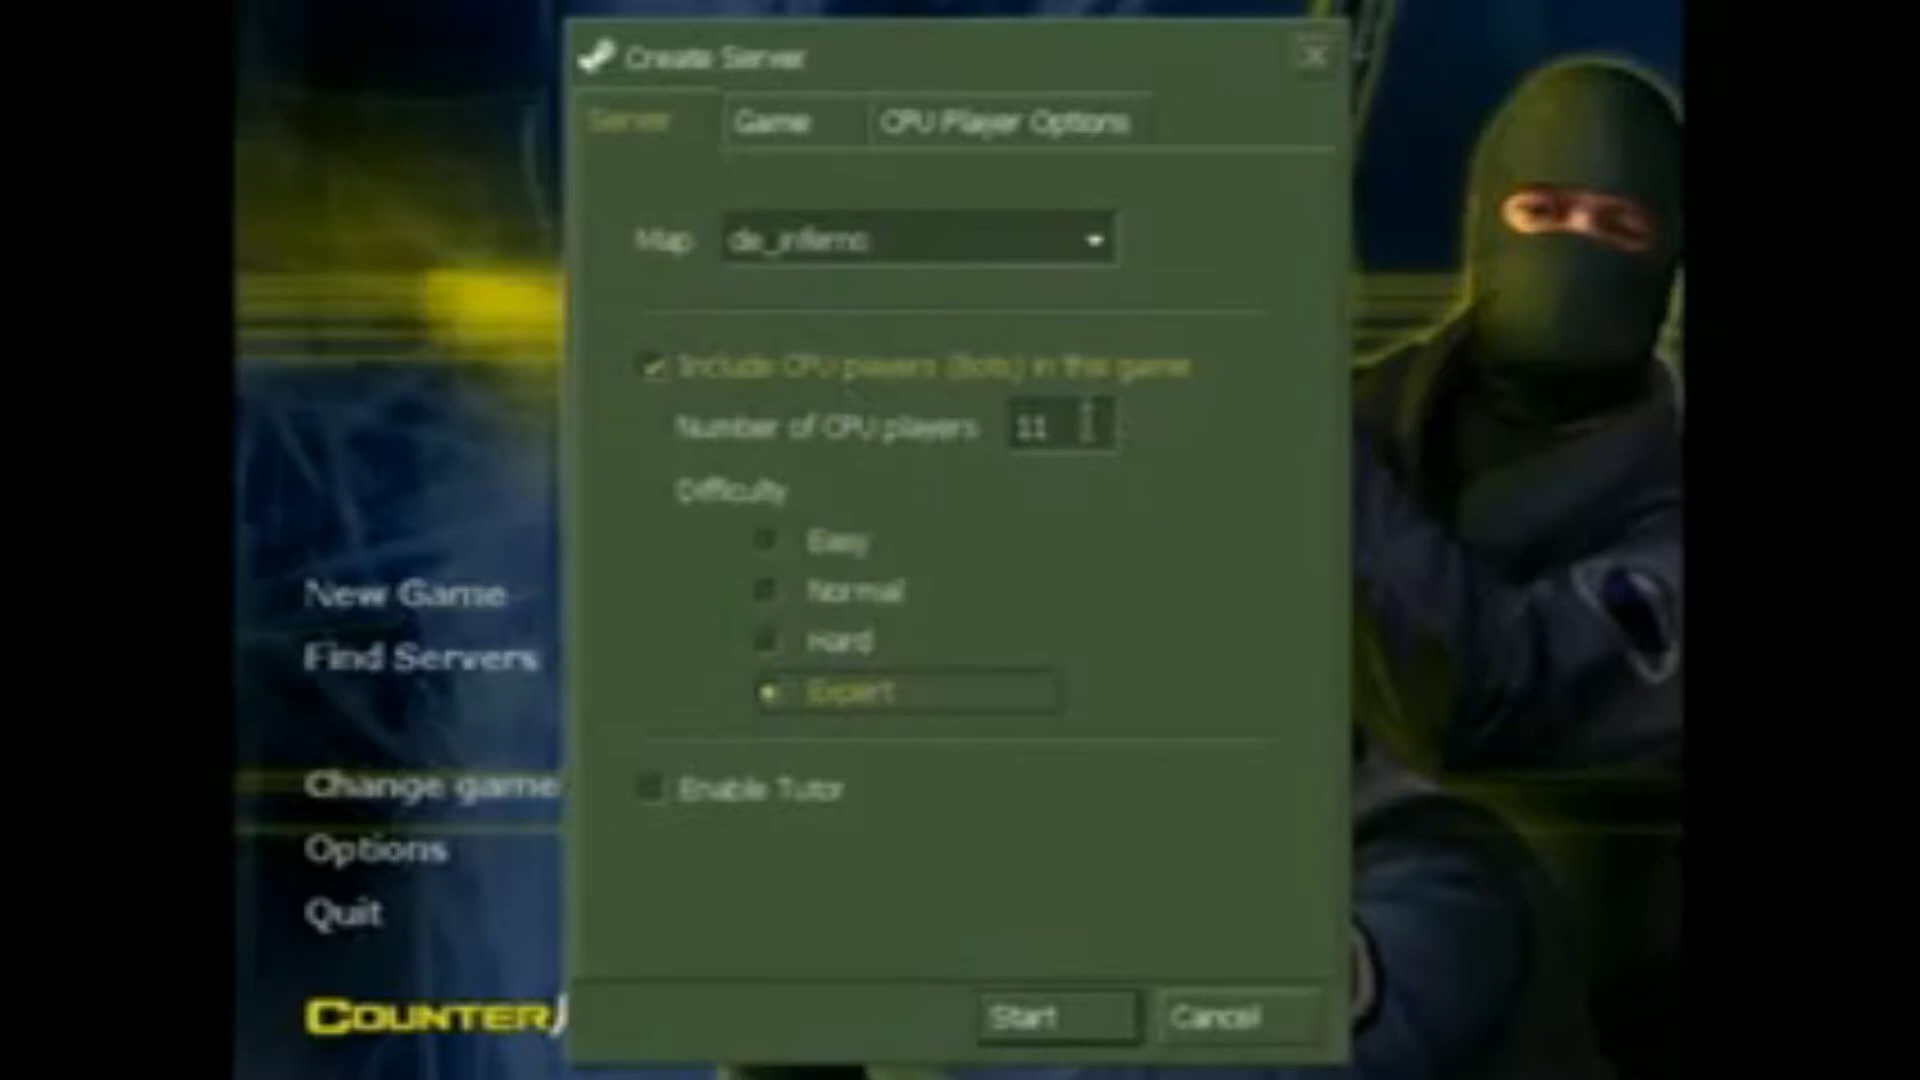 Create Server
Server Game CPU Player Options
Map de_inferno
Include CPU players (bots) in this game
Number of CPU players 11
Difficulty
Easy
Normal
Hard
Expert
Enable Tutor
Start Cancel
New Game
Find Servers
Change game
Options
Quit
COUNTER